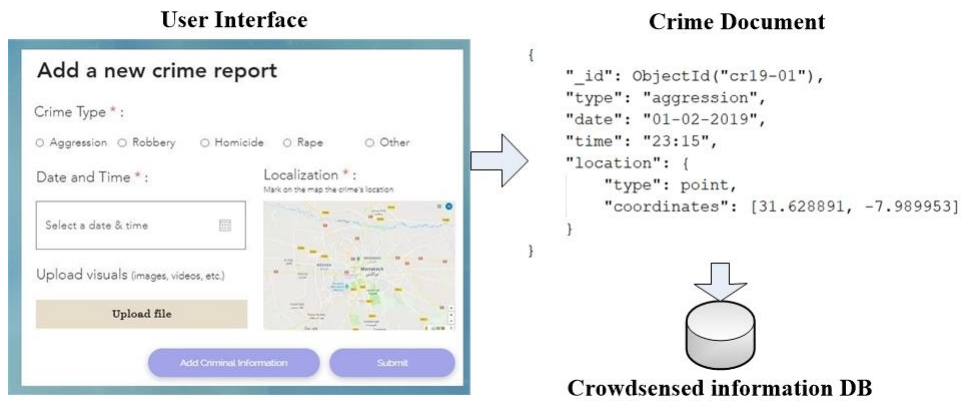 User Interface
Add a new crime report
Crime Type * :
Aggression Robbery Homicide Rape Other
Date and Time * :
Localization * :
Mark on the map the crime's location
Select a date & time
Marrakech
Upload visuals (images, videos, etc.)
Upload file
Add Criminal Information
Submit
Crime Document
{
"_id": ObjectId("cr19-01"),
"type": "aggression",
"date": "01-02-2019",
"time": "23:15",
"location": {
"type": point,
"coordinates": [31.628891, -7.989953]
}
}
Crowdsensed information DB